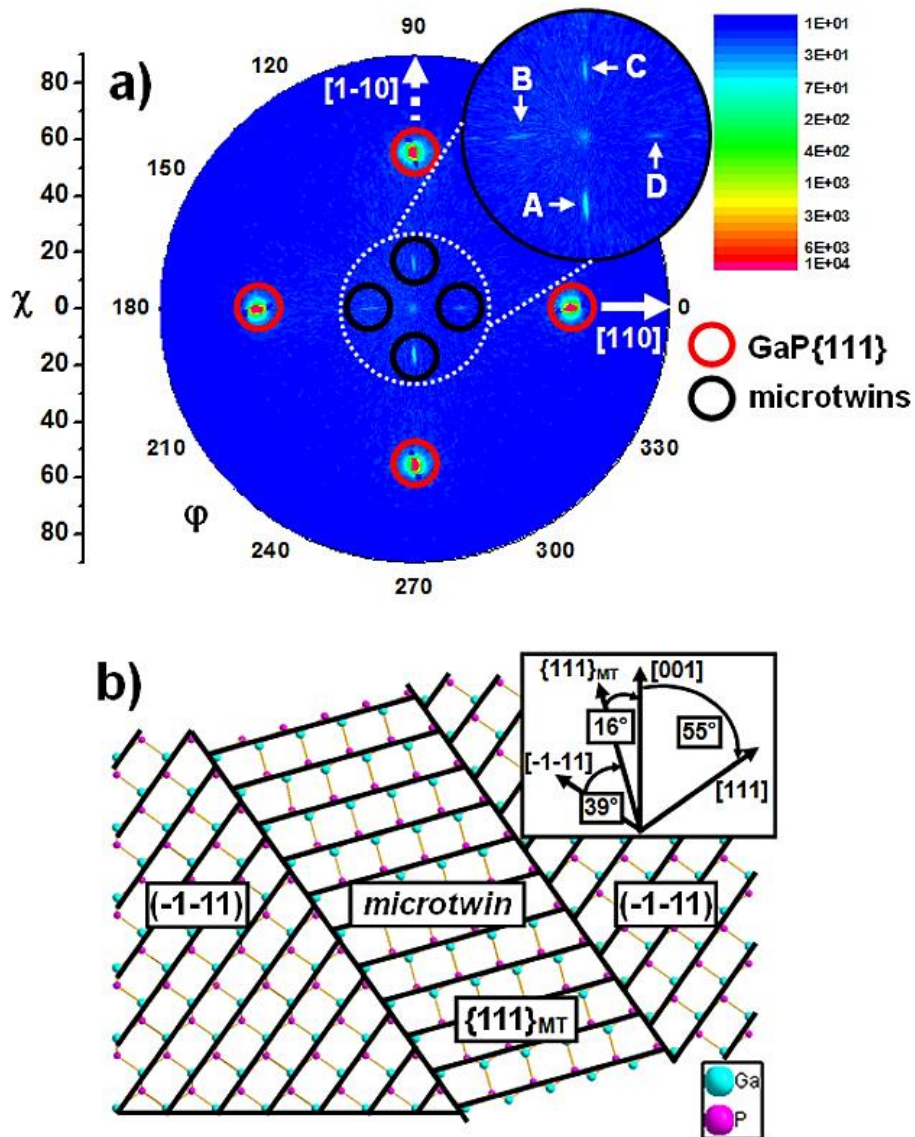 a)
90
120
150
180
210
240
270
300
330
0
χ
80
60
40
20
0
20
40
60
80
φ
[1-10]
[110]
A
B
C
D
1E+01
3E+01
7E+01
2E+02
4E+02
1E+03
3E+03
6E+03
1E+04
GaP{111}
microtwins
b)
{111}MT
[001]
16°
55°
[-1-11]
39°
[111]
(-1-11)
microtwin
(-1-11)
{111}MT
Ga
P